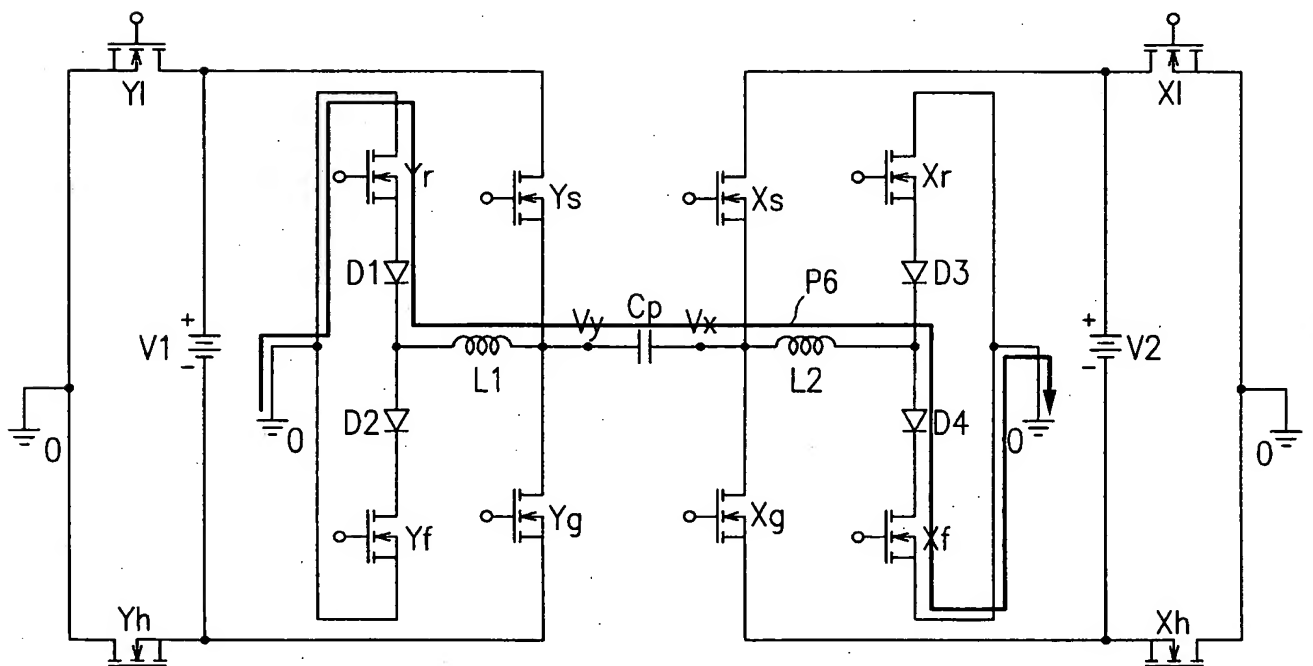 Yl
Xl
Yr
Ys
Xs
Xr
D1
D3
P6
+
Vy
Cp
Vx
+
V1
V2
-
-
L1
L2
0
D2
0
D4
0
0
Yf
Yg
Xg
Xf
Yh
Xh